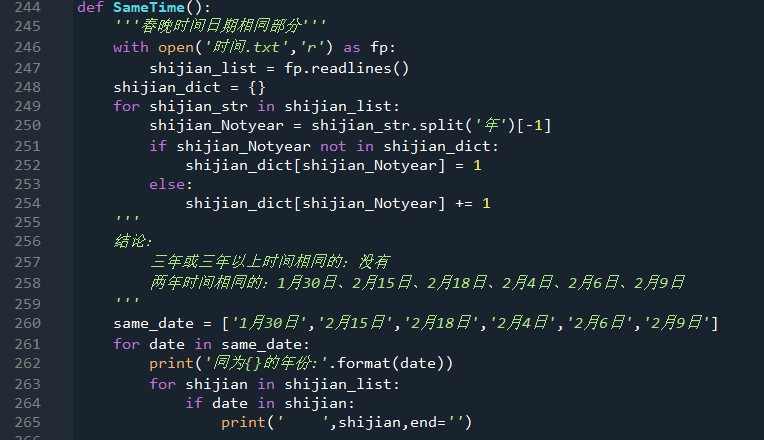 244 def SameTime():
245     '''春晚时间日期相同部分'''
246     with open('时间.txt','r') as fp:
247         shijian_list = fp.readlines()
248     shijian_dict = {}
249     for shijian_str in shijian_list:
250         shijian_Notyear = shijian_str.split('年')[-1]
251         if shijian_Notyear not in shijian_dict:
252             shijian_dict[shijian_Notyear] = 1
253         else:
254             shijian_dict[shijian_Notyear] += 1
255     '''
256     结论:
257         三年或三年以上时间相同的: 没有
258         两年时间相同的: 1月30日、2月15日、2月18日、2月4日、2月6日、2月9日
259     '''
260     same_date = ['1月30日','2月15日','2月18日','2月4日','2月6日','2月9日']
261     for date in same_date:
262         print('同为{}的年份:'.format(date))
263         for shijian in shijian_list:
264             if date in shijian:
265                 print('    ',shijian,end='')